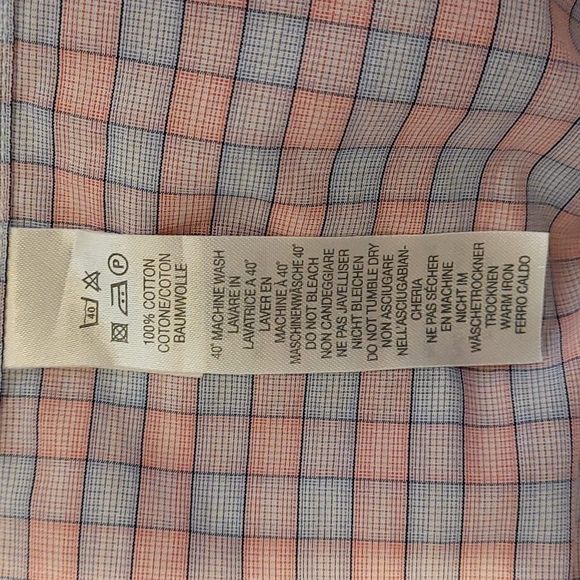 40
P
100% COTTON
COTONE/COTON
BAUMWOLLE
40° MACHINE WASH
LAVARE IN
LAVATRICE A 40°
LAVER EN
MACHINE À 40°
MASCHINENWÄSCHE 40°
DO NOT BLEACH
NON CANDEGGIARE
NE PAS JAVELLISER
NICHT BLEICHEN
DO NOT TUMBLE DRY
NON ASCIUGARE
NELL'ASCIUGABIAN-
CHERIA
NE PAS SÉCHER
EN MACHINE
NICHT IM
WÄSCHETROCKNER
TROCKNEN
WARM IRON
FERRO CALDO